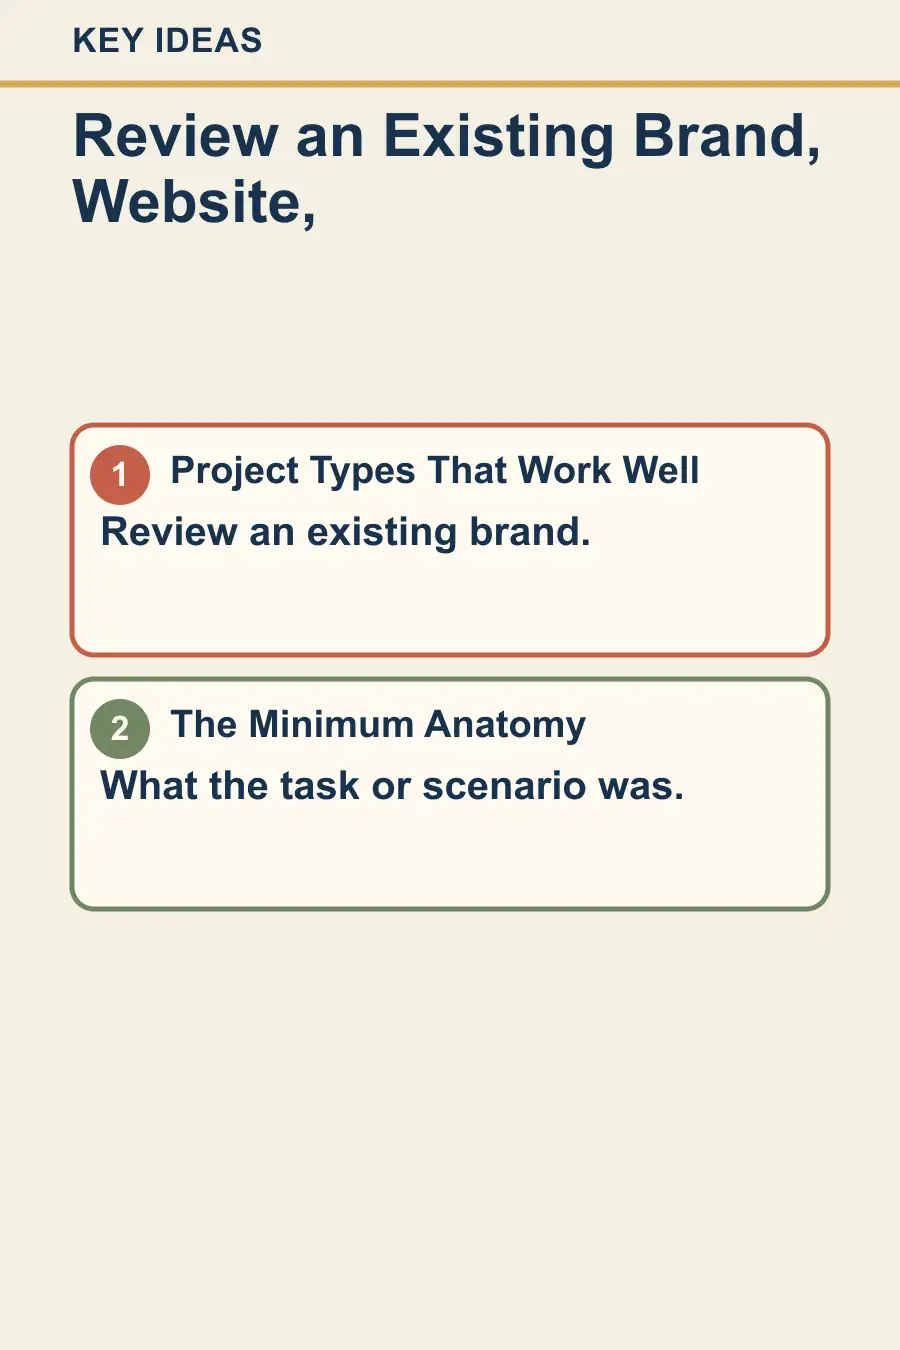 KEY IDEAS
Review an Existing Brand,
Website,
1 Project Types That Work Well
Review an existing brand.
2 The Minimum Anatomy
What the task or scenario was.